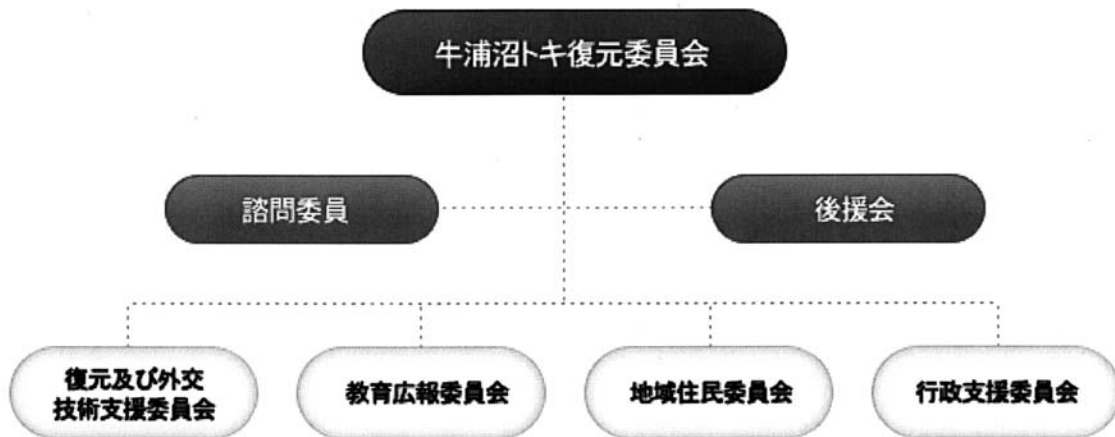 牛浦沼トキ復元委員会
諮問委員
後援会
復元及び外交
技術支援委員会
教育広報委員会
地域住民委員会
行政支援委員会